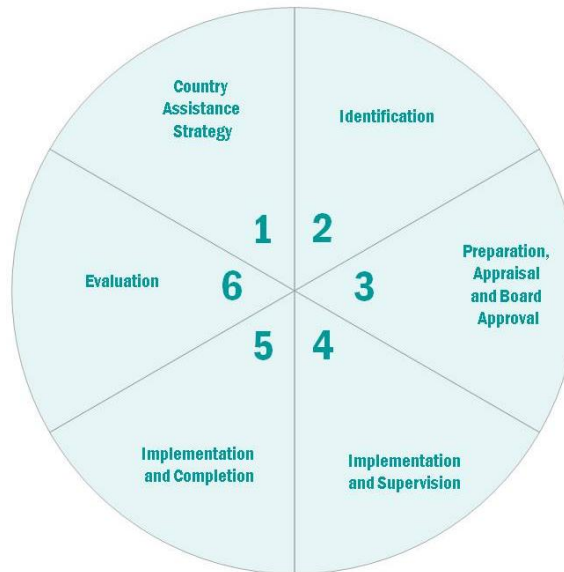 Country
Assistance
Strategy
1
Identification
2
Preparation,
Appraisal
and Board
Approval
3
Implementation
and Supervision
4
Implementation
and Completion
5
Evaluation
6